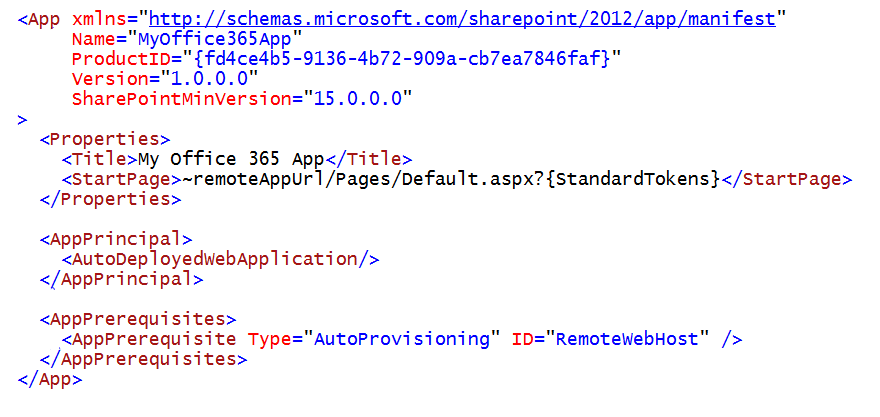 <App xmlns="http://schemas.microsoft.com/sharepoint/2012/app/manifest"
Name="MyOffice365App"
ProductID="{fd4ce4b5-9136-4b72-909a-cb7ea7846faf}"
Version="1.0.0.0"
SharePointMinVersion="15.0.0.0"
>
<Properties>
<Title>My Office 365 App</Title>
<StartPage>~remoteAppUrl/Pages/Default.aspx?{StandardTokens}</StartPage>
</Properties>
<AppPrincipal>
<AutoDeployedWebApplication/>
</AppPrincipal>
<AppPrerequisites>
<AppPrerequisite Type="AutoProvisioning" ID="RemoteWebHost" />
</AppPrerequisites>
</App>